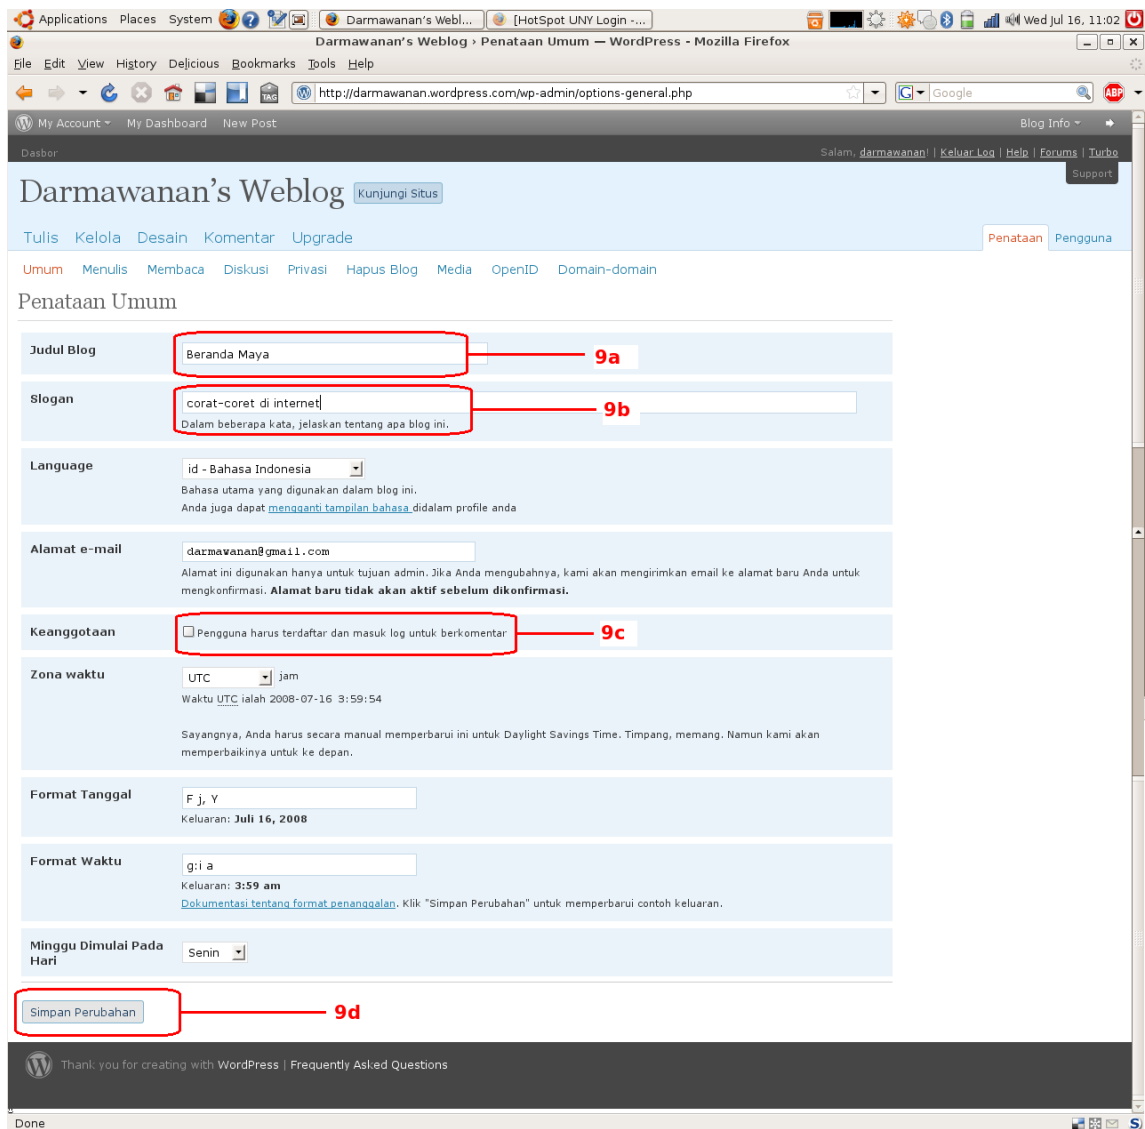 Applications Places System Darmawanan's Webl... [HotSpot UNY Login -... Wed Jul 16, 11:02
Darmawanan's Weblog › Penataan Umum — WordPress - Mozilla Firefox
File Edit View History Delicious Bookmarks Tools Help
TAG http://darmawanan.wordpress.com/wp-admin/options-general.php G Google ABP
My Account My Dashboard New Post Blog Info
Dasbor Salam, darmawanan! | Keluar Log | Help | Forums | Turbo
Support
Darmawanan's Weblog Kunjungi Situs
Tulis Kelola Desain Komentar Upgrade Penataan Pengguna
Umum Menulis Membaca Diskusi Privasi Hapus Blog Media OpenID Domain-domain
Penataan Umum
Judul Blog Beranda Maya 9a
Slogan corat-coret di internet 9b
Dalam beberapa kata, jelaskan tentang apa blog ini.
Language id - Bahasa Indonesia
Bahasa utama yang digunakan dalam blog ini.
Anda juga dapat mengganti tampilan bahasa didalam profile anda
Alamat e-mail darmawanan@gmail.com
Alamat ini digunakan hanya untuk tujuan admin. Jika Anda mengubahnya, kami akan mengirimkan email ke alamat baru Anda untuk
mengkonfirmasi. Alamat baru tidak akan aktif sebelum dikonfirmasi.
Keanggotaan Pengguna harus terdaftar dan masuk log untuk berkomentar 9c
Zona waktu UTC jam
Waktu UTC ialah 2008-07-16 3:59:54
Sayangnya, Anda harus secara manual memperbarui ini untuk Daylight Savings Time. Timpang, memang. Namun kami akan
memperbaikinya untuk ke depan.
Format Tanggal F j, Y
Keluaran: Juli 16, 2008
Format Waktu g:i a
Keluaran: 3:59 am
Dokumentasi tentang format penanggalan. Klik "Simpan Perubahan" untuk memperbarui contoh keluaran.
Minggu Dimulai Pada
Hari Senin
Simpan Perubahan 9d
Thank you for creating with WordPress | Frequently Asked Questions
Done